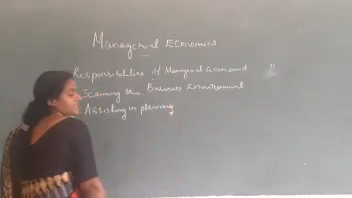 Managerial Economics
Responsibilities of Managerial Economist
Scanning the Business Environment
Assisting in planning